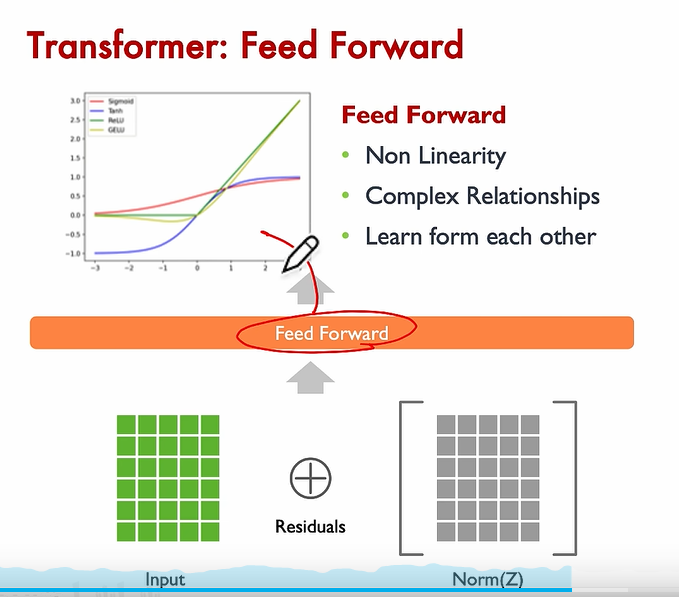 Transformer: Feed Forward
3.0
2.5
2.0
1.5
1.0
0.5
0.0
−0.5
−1.0
Sigmoid
Tanh
ReLU
GELU
−3
−2
−1
0
1
2
Feed Forward
• Non Linearity
• Complex Relationships
• Learn form each other
Feed Forward
Residuals
Input
Norm(Z)